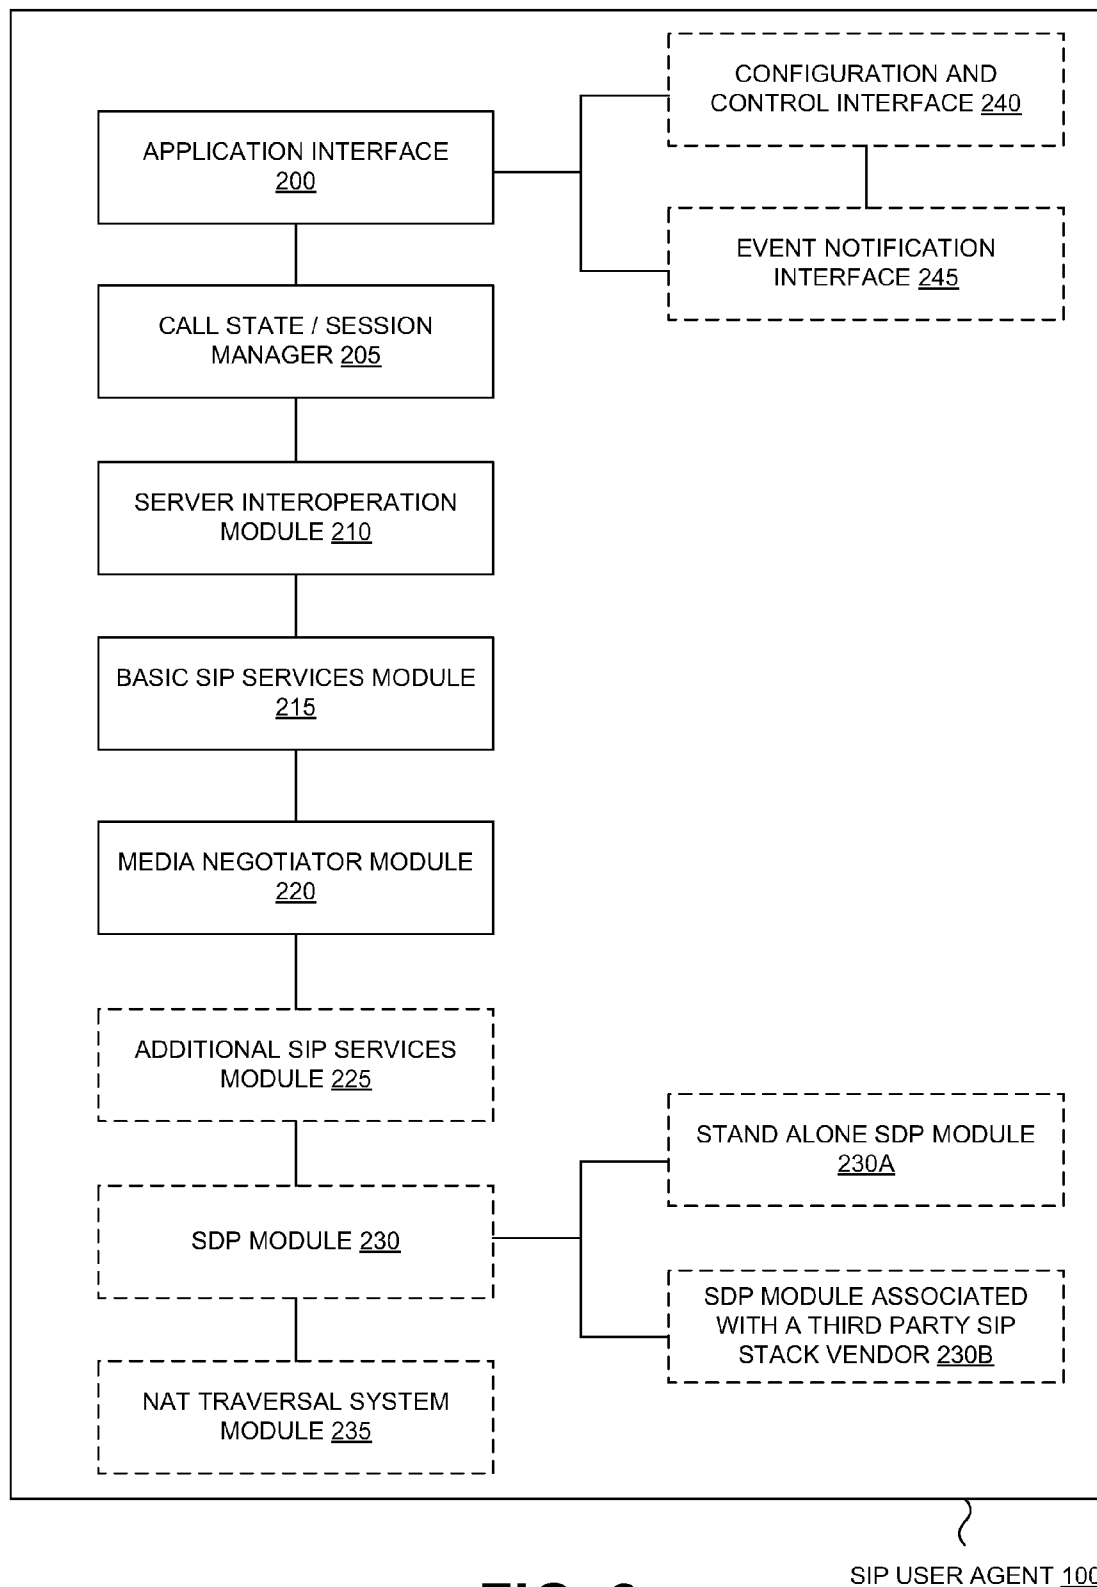 CONFIGURATION AND
CONTROL INTERFACE 240
APPLICATION INTERFACE
200
EVENT NOTIFICATION
INTERFACE 245
CALL STATE / SESSION
MANAGER 205
SERVER INTEROPERATION
MODULE 210
BASIC SIP SERVICES MODULE
215
MEDIA NEGOTIATOR MODULE
220
ADDITIONAL SIP SERVICES
MODULE 225
STAND ALONE SDP MODULE
230A
SDP MODULE 230
SDP MODULE ASSOCIATED
WITH A THIRD PARTY SIP
STACK VENDOR 230B
NAT TRAVERSAL SYSTEM
MODULE 235
SIP USER AGENT 100
FIG.